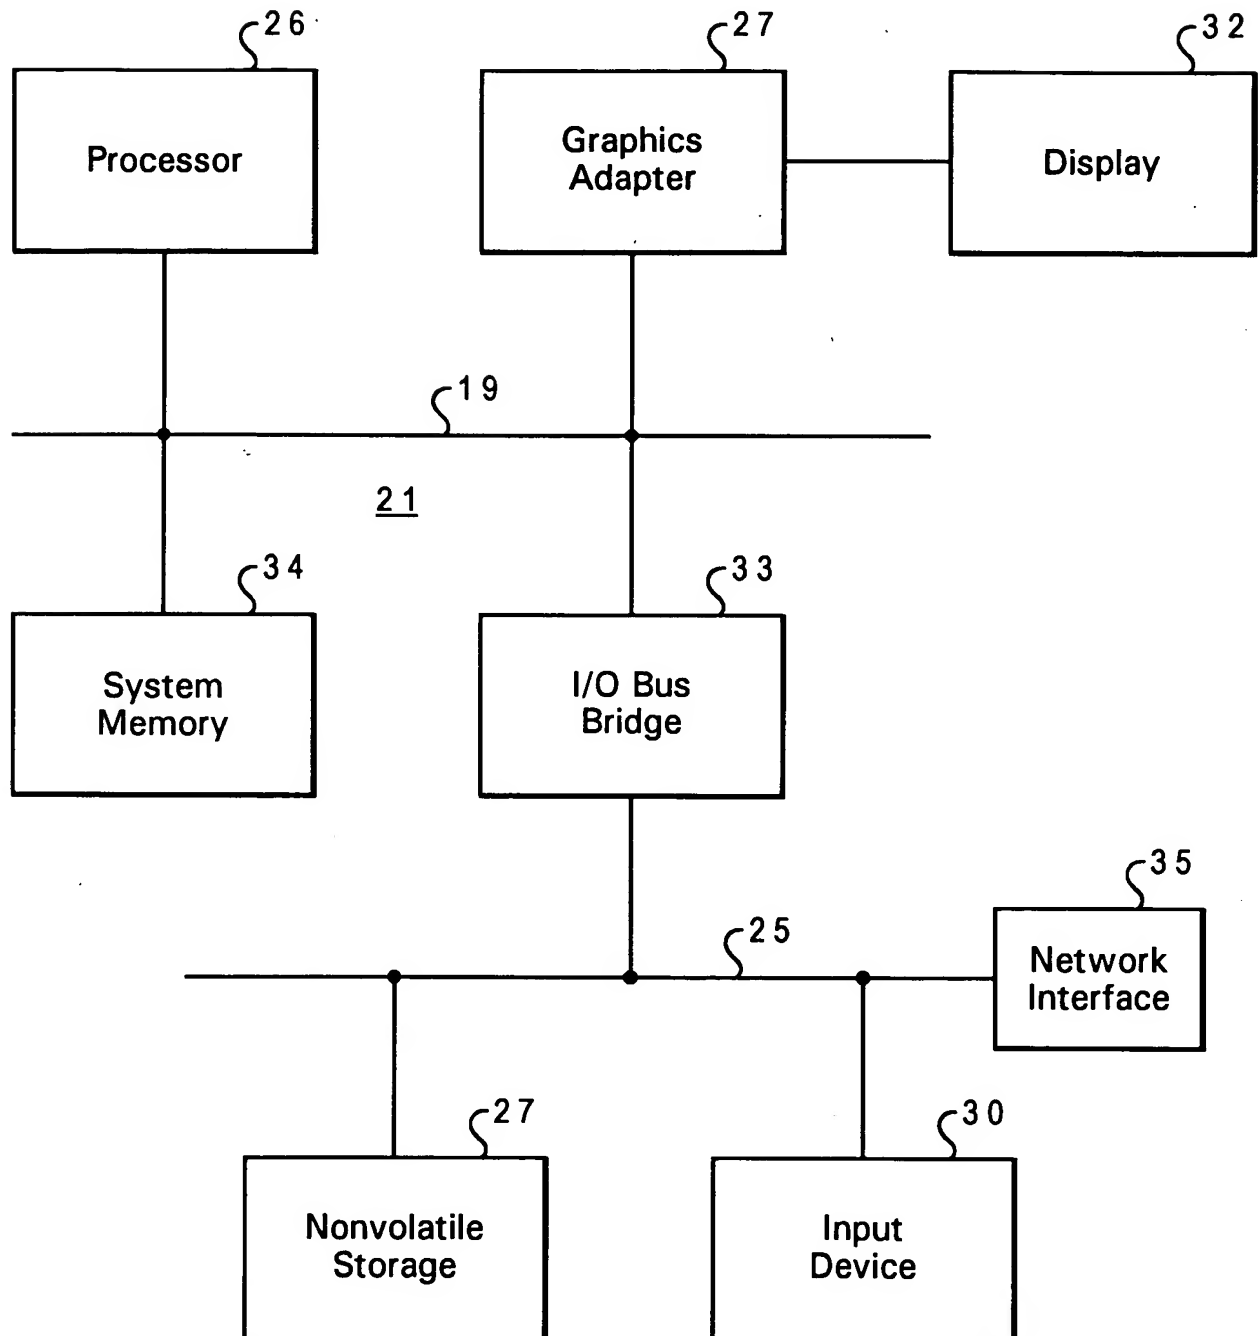 26
27
32
Processor
Graphics
Adapter
Display
19
21
34
33
System
Memory
I/O Bus
Bridge
35
25
Network
Interface
27
30
Nonvolatile
Storage
Input
Device